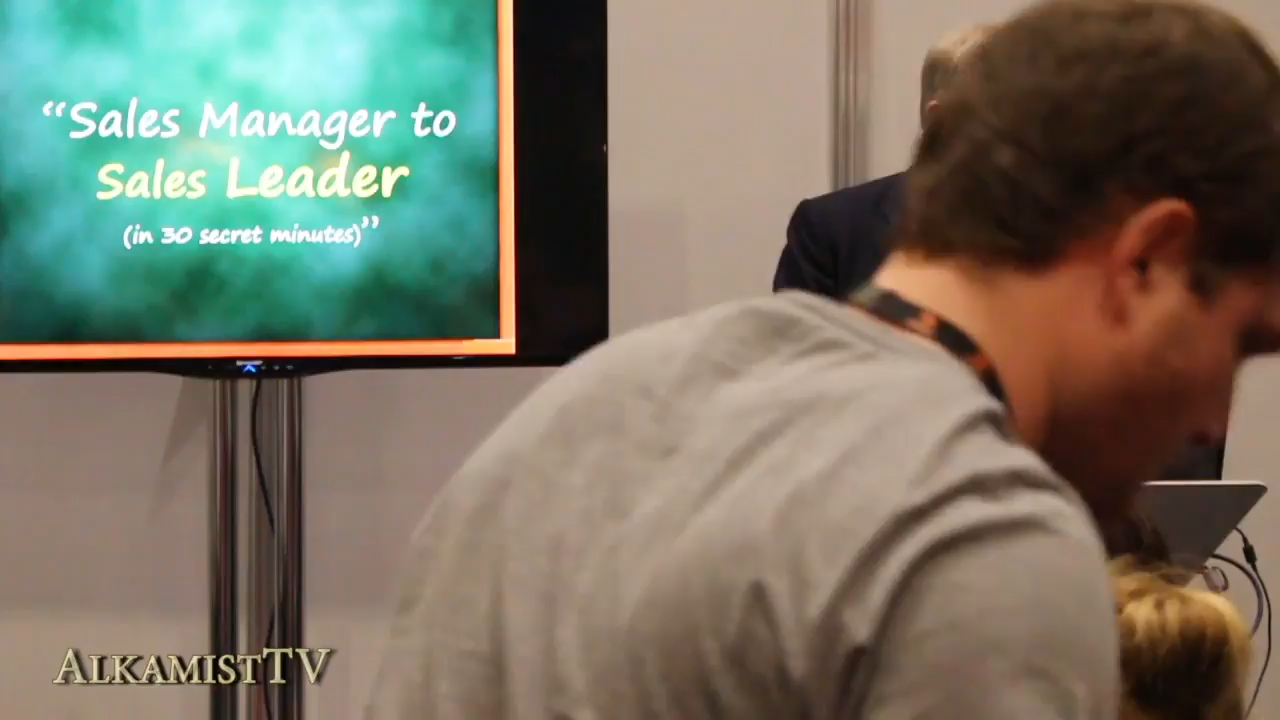 “Sales Manager to
Sales Leader
(in 30 secret minutes)”
ALKAMISTTV